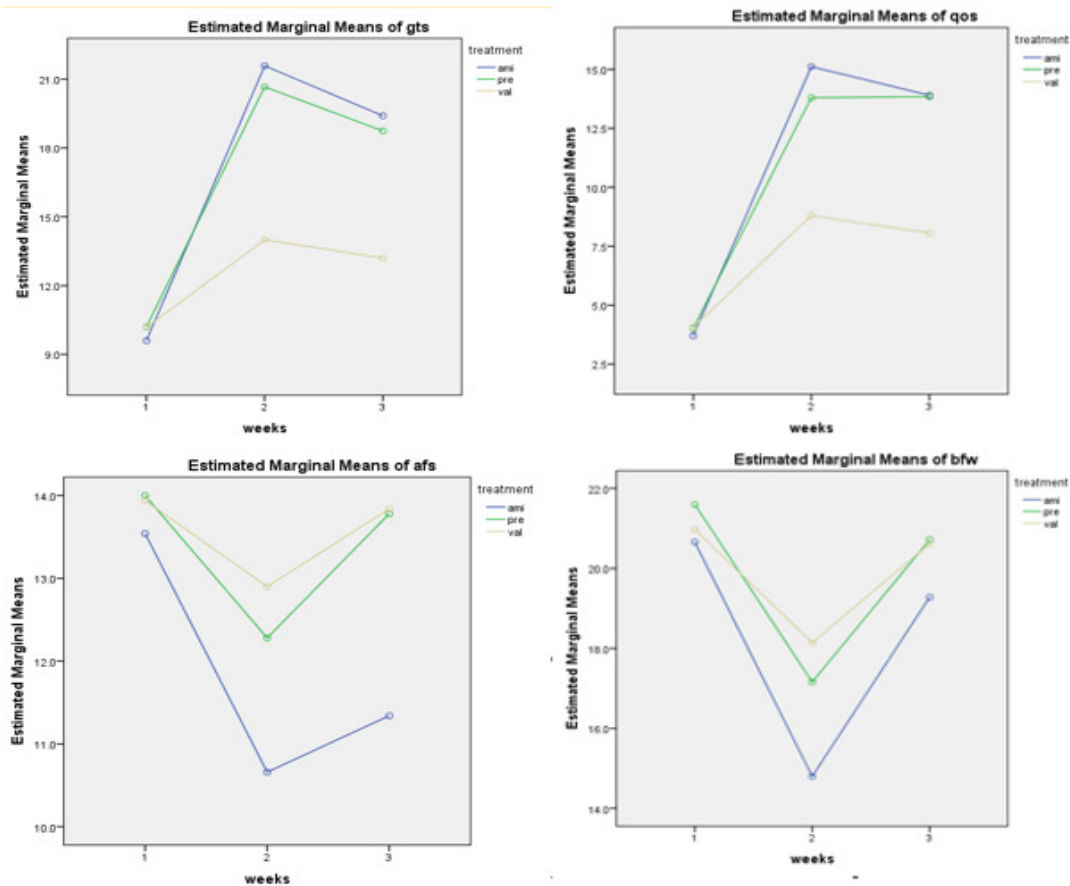 Estimated Marginal Means of gts
treatment
ami
pre
val
Estimated Marginal Means
21.0
18.0
15.0
12.0
9.0
1 2 3
weeks
Estimated Marginal Means of qos
treatment
ami
pre
val
Estimated Marginal Means
15.0
12.5
10.0
7.5
5.0
2.5
1 2 3
weeks
Estimated Marginal Means of afs
treatment
ami
pre
val
Estimated Marginal Means
14.0
13.0
12.0
11.0
10.0
1 2 3
weeks
Estimated Marginal Means of bfw
treatment
ami
pre
val
Estimated Marginal Means
22.0
20.0
18.0
16.0
14.0
1 2 3
weeks